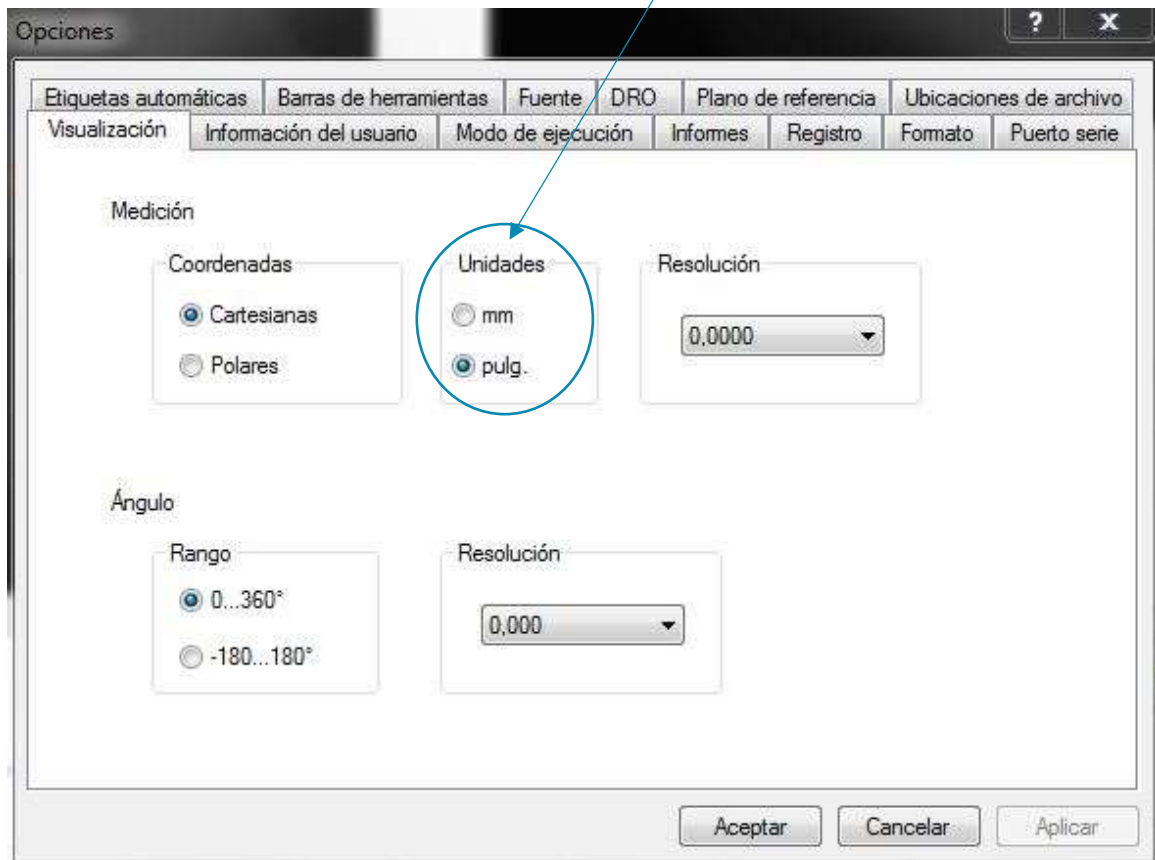 Opciones
? X
Etiquetas automáticas Barras de herramientas Fuente DRO Plano de referencia Ubicaciones de archivo
Visualización Información del usuario Modo de ejecución Informes Registro Formato Puerto serie
Medición
Coordenadas Unidades Resolución
Cartesianas mm 0,0000
Polares pulg.
Ángulo
Rango Resolución
0...360° 0,000
-180...180°
Aceptar Cancelar Aplicar